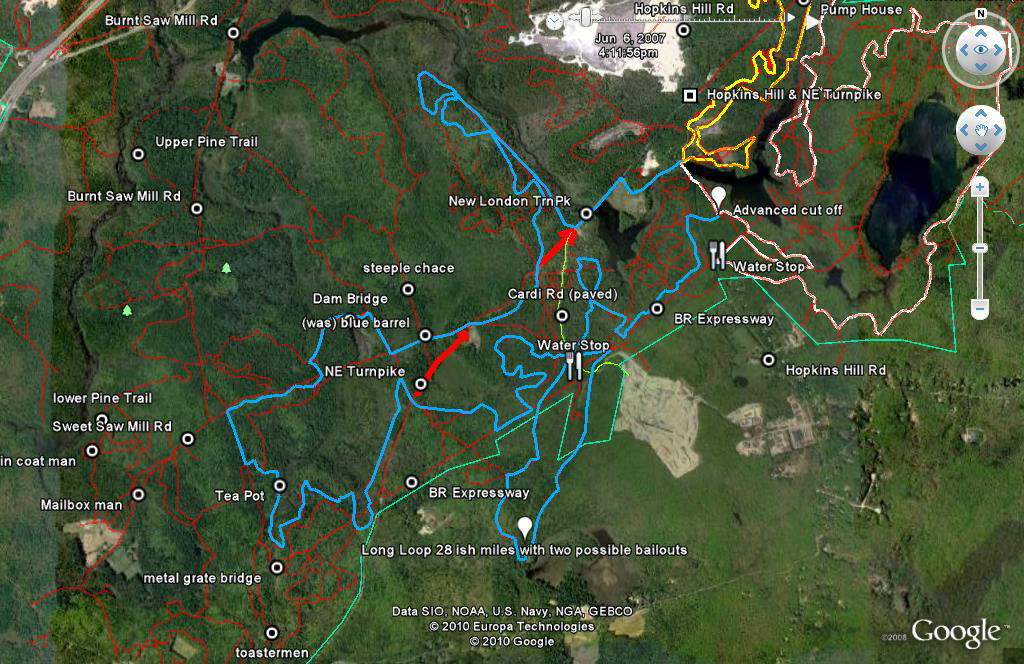 Burnt Saw Mill Rd
Hopkins Hill Rd
Pump House
N
Jun 6, 2007
4:11:56pm
Hopkins Hill & NE Turnpike
Upper Pine Trail
Burnt Saw Mill Rd
New London TrnPk
Advanced cut off
steeple chace
Water Stop
Dam Bridge
Cardi Rd (paved)
(was) blue barrel
BR Expressway
Water Stop
NE Turnpike
Hopkins Hill Rd
lower Pine Trail
Sweet Saw Mill Rd
in coat man
Tea Pot
BR Expressway
Mailbox man
Long Loop 28 ish miles with two possible bailouts
metal grate bridge
Data SIO, NOAA, U.S. Navy, NGA, GEBCO
© 2010 Europa Technologies
© 2010 Google
©2008 Google™
toastermen